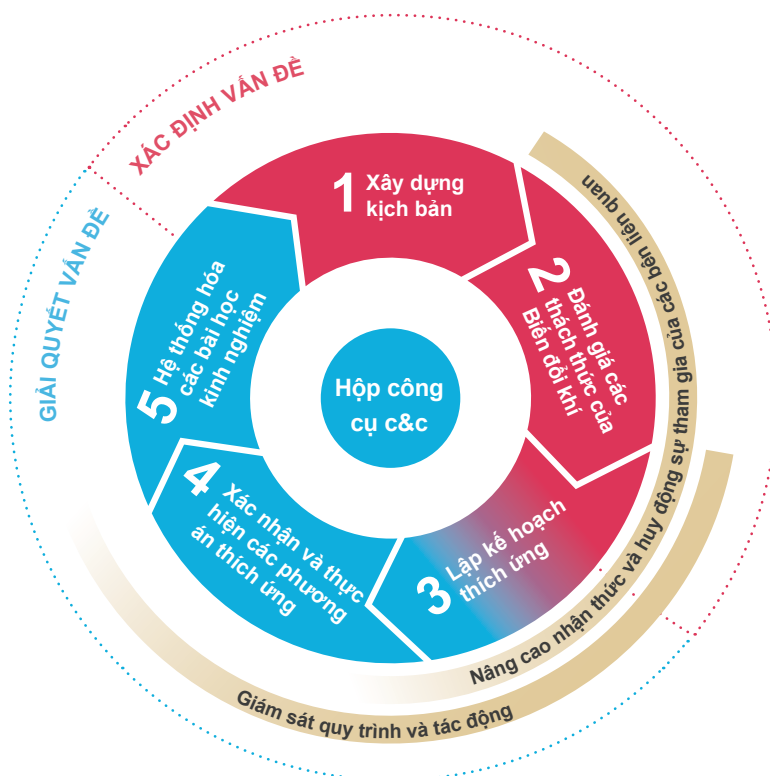 XÁC ĐỊNH VẤN ĐỀ
GIẢI QUYẾT VẤN ĐỀ
1 Xây dựng
kịch bản
2 Đánh giá các
thách thức của
Biến đổi khí
3 Lập kế hoạch
thích ứng
4 Xác nhận và thực
hiện các phương
án thích ứng
5 Hệ thống hóa
các bài học
kinh nghiệm
Hộp công
cụ c&c
Nâng cao nhận thức và huy động sự tham gia của các bên liên quan
Giám sát quy trình và tác động